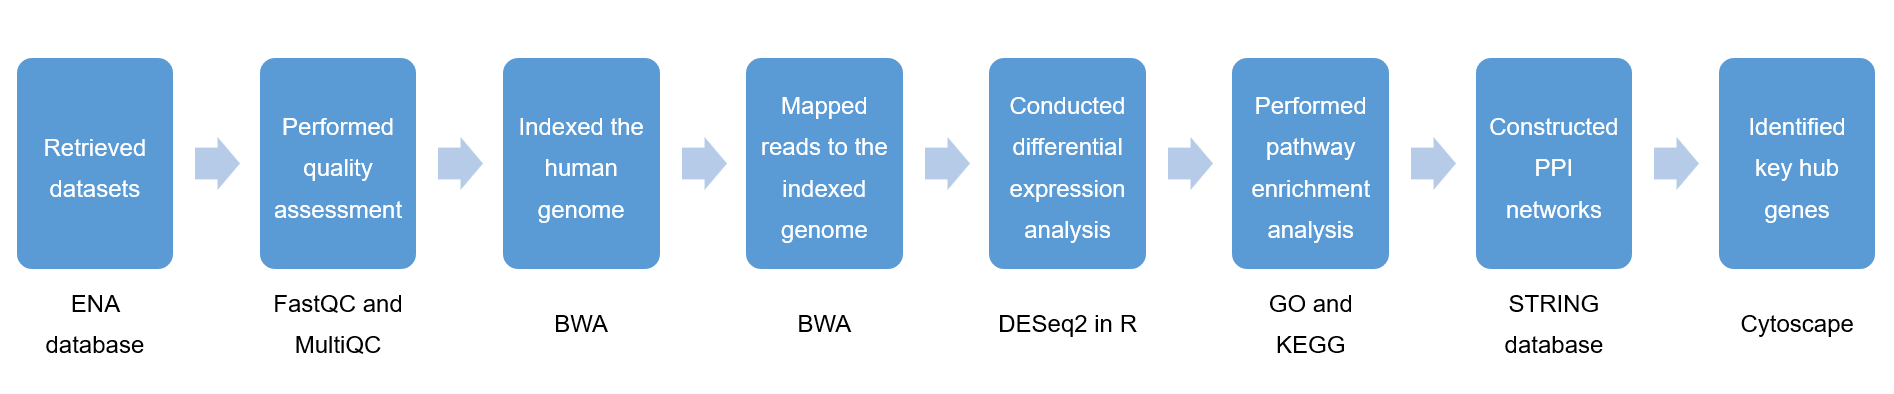 Retrieved
datasets
Performed
quality
assessment
Indexed the
human
genome
Mapped
reads to the
indexed
genome
Conducted
differential
expression
analysis
Performed
pathway
enrichment
analysis
Constructed
PPI
networks
Identified
key hub
genes
ENA
database
FastQC and
MultiQC
BWA
BWA
DESeq2 in R
GO and
KEGG
STRING
database
Cytoscape